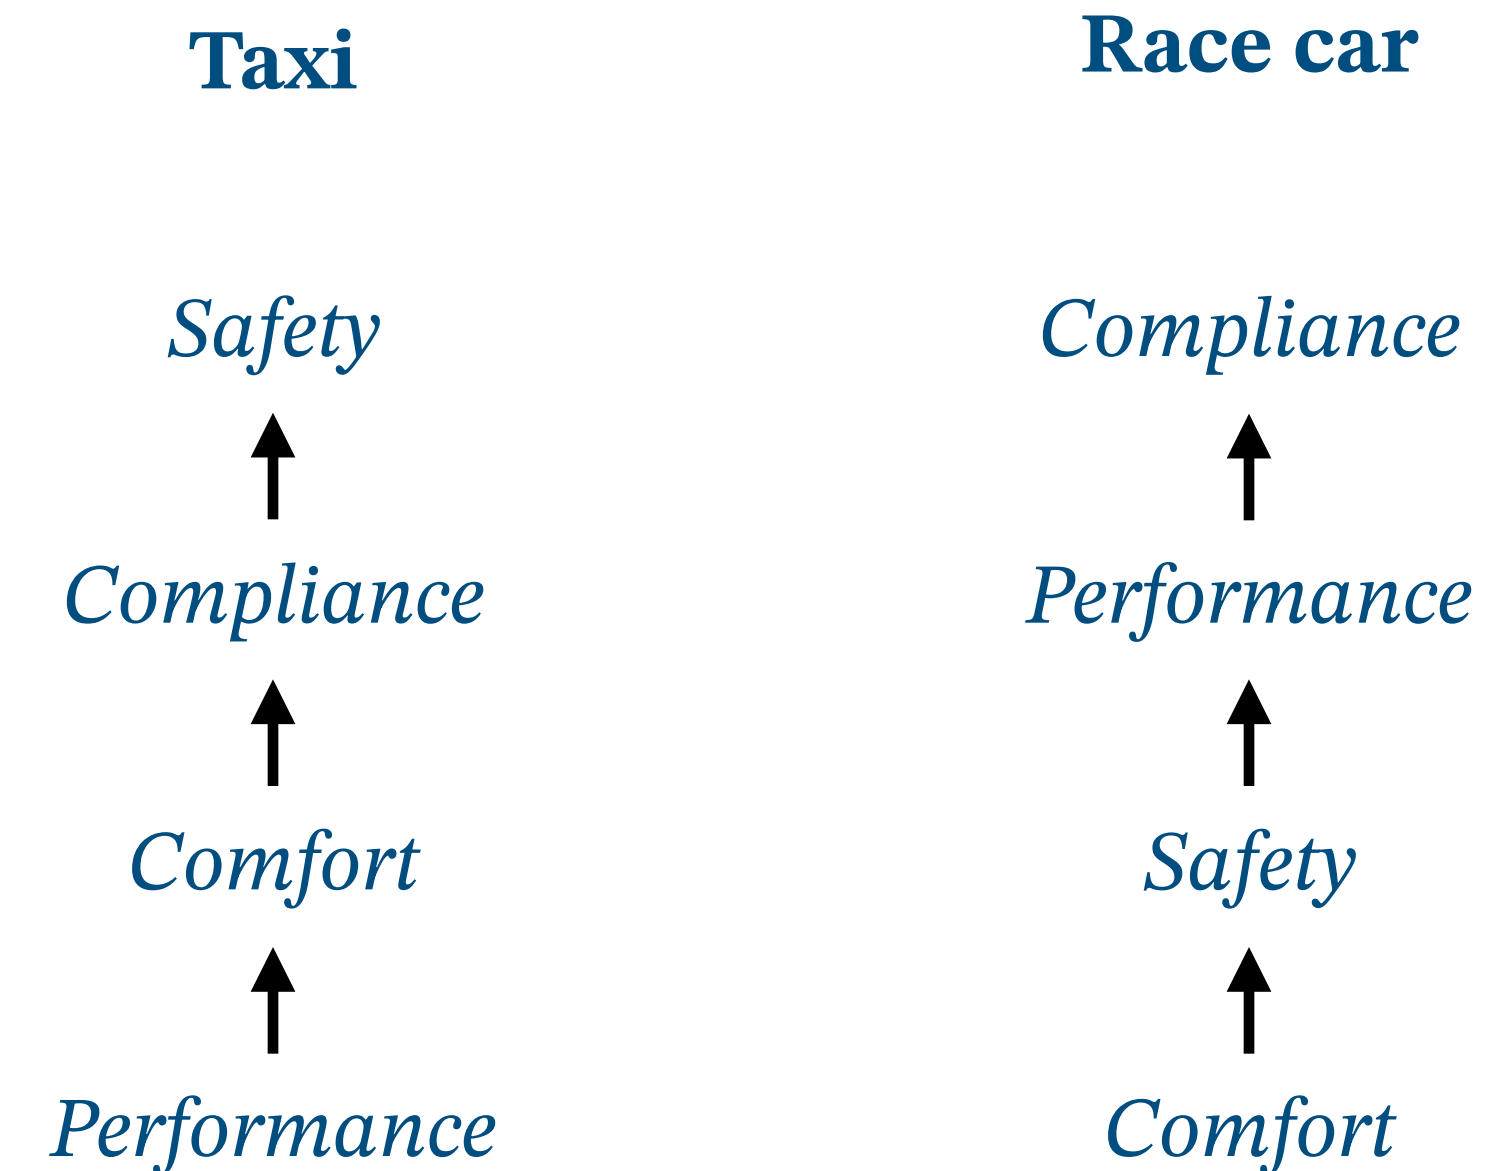 Taxi
Safety
Compliance
Comfort
Performance
Race car
Compliance
Performance
Safety
Comfort